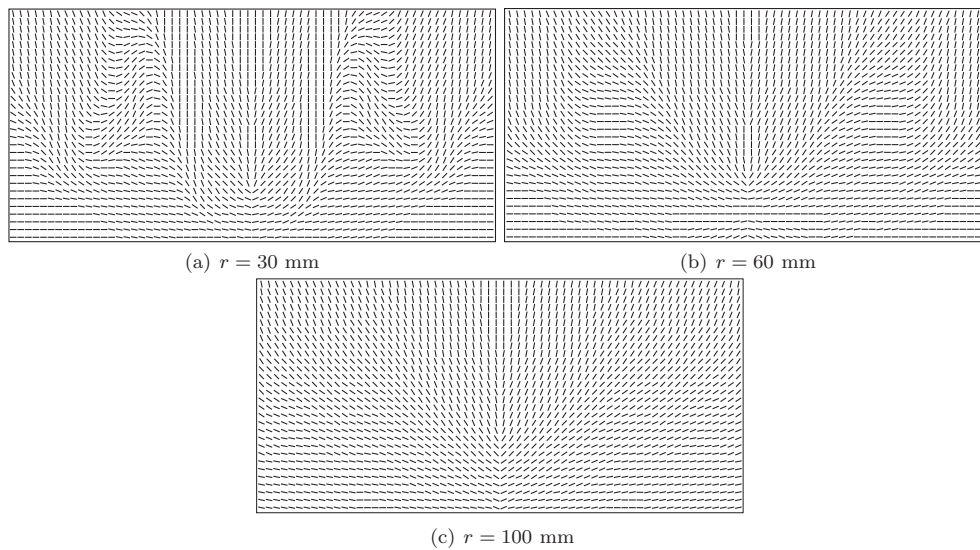 (a) r = 30 mm
(b) r = 60 mm
(c) r = 100 mm